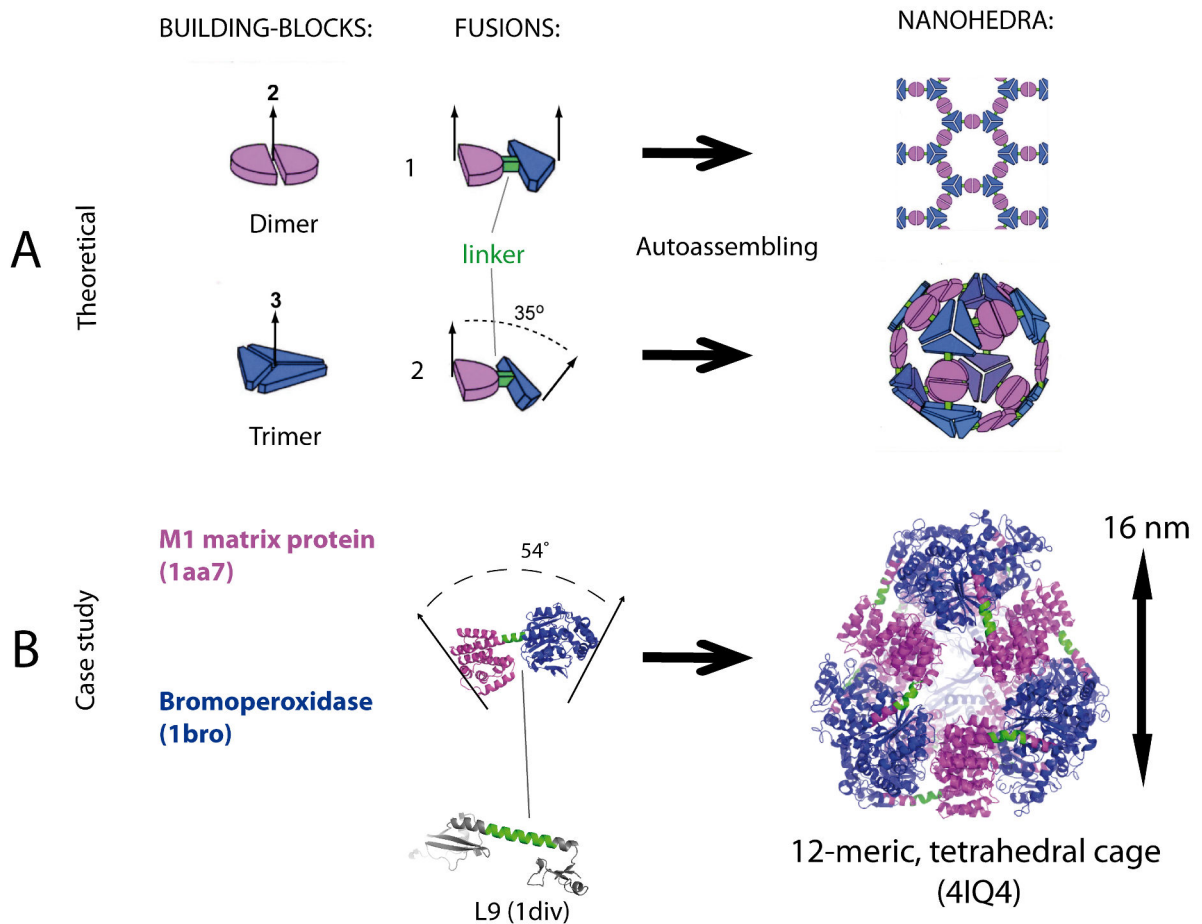 BUILDING-BLOCKS:
FUSIONS:
NANOHEDRA:
A
Theoretical
2
Dimer
1
linker
Autoassembling
3
Trimer
2
35º
B
Case study
M1 matrix protein
(1aa7)
Bromoperoxidase
(1bro)
54°
L9 (1div)
16 nm
12-meric, tetrahedral cage
(4IQ4)